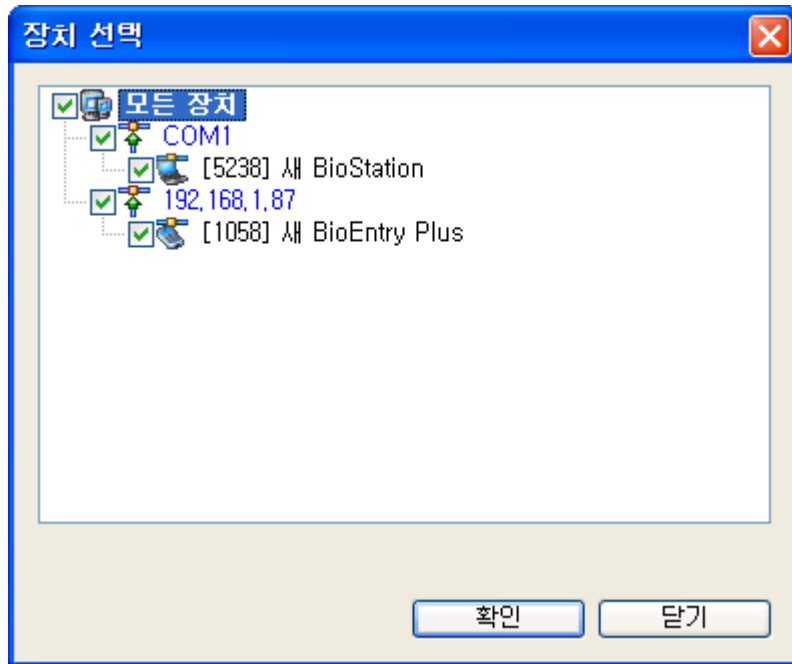 장치 선택
모든 장치
COM1
[5238] 새 BioStation
192,168,1,87
[1058] 새 BioEntry Plus
확인
닫기